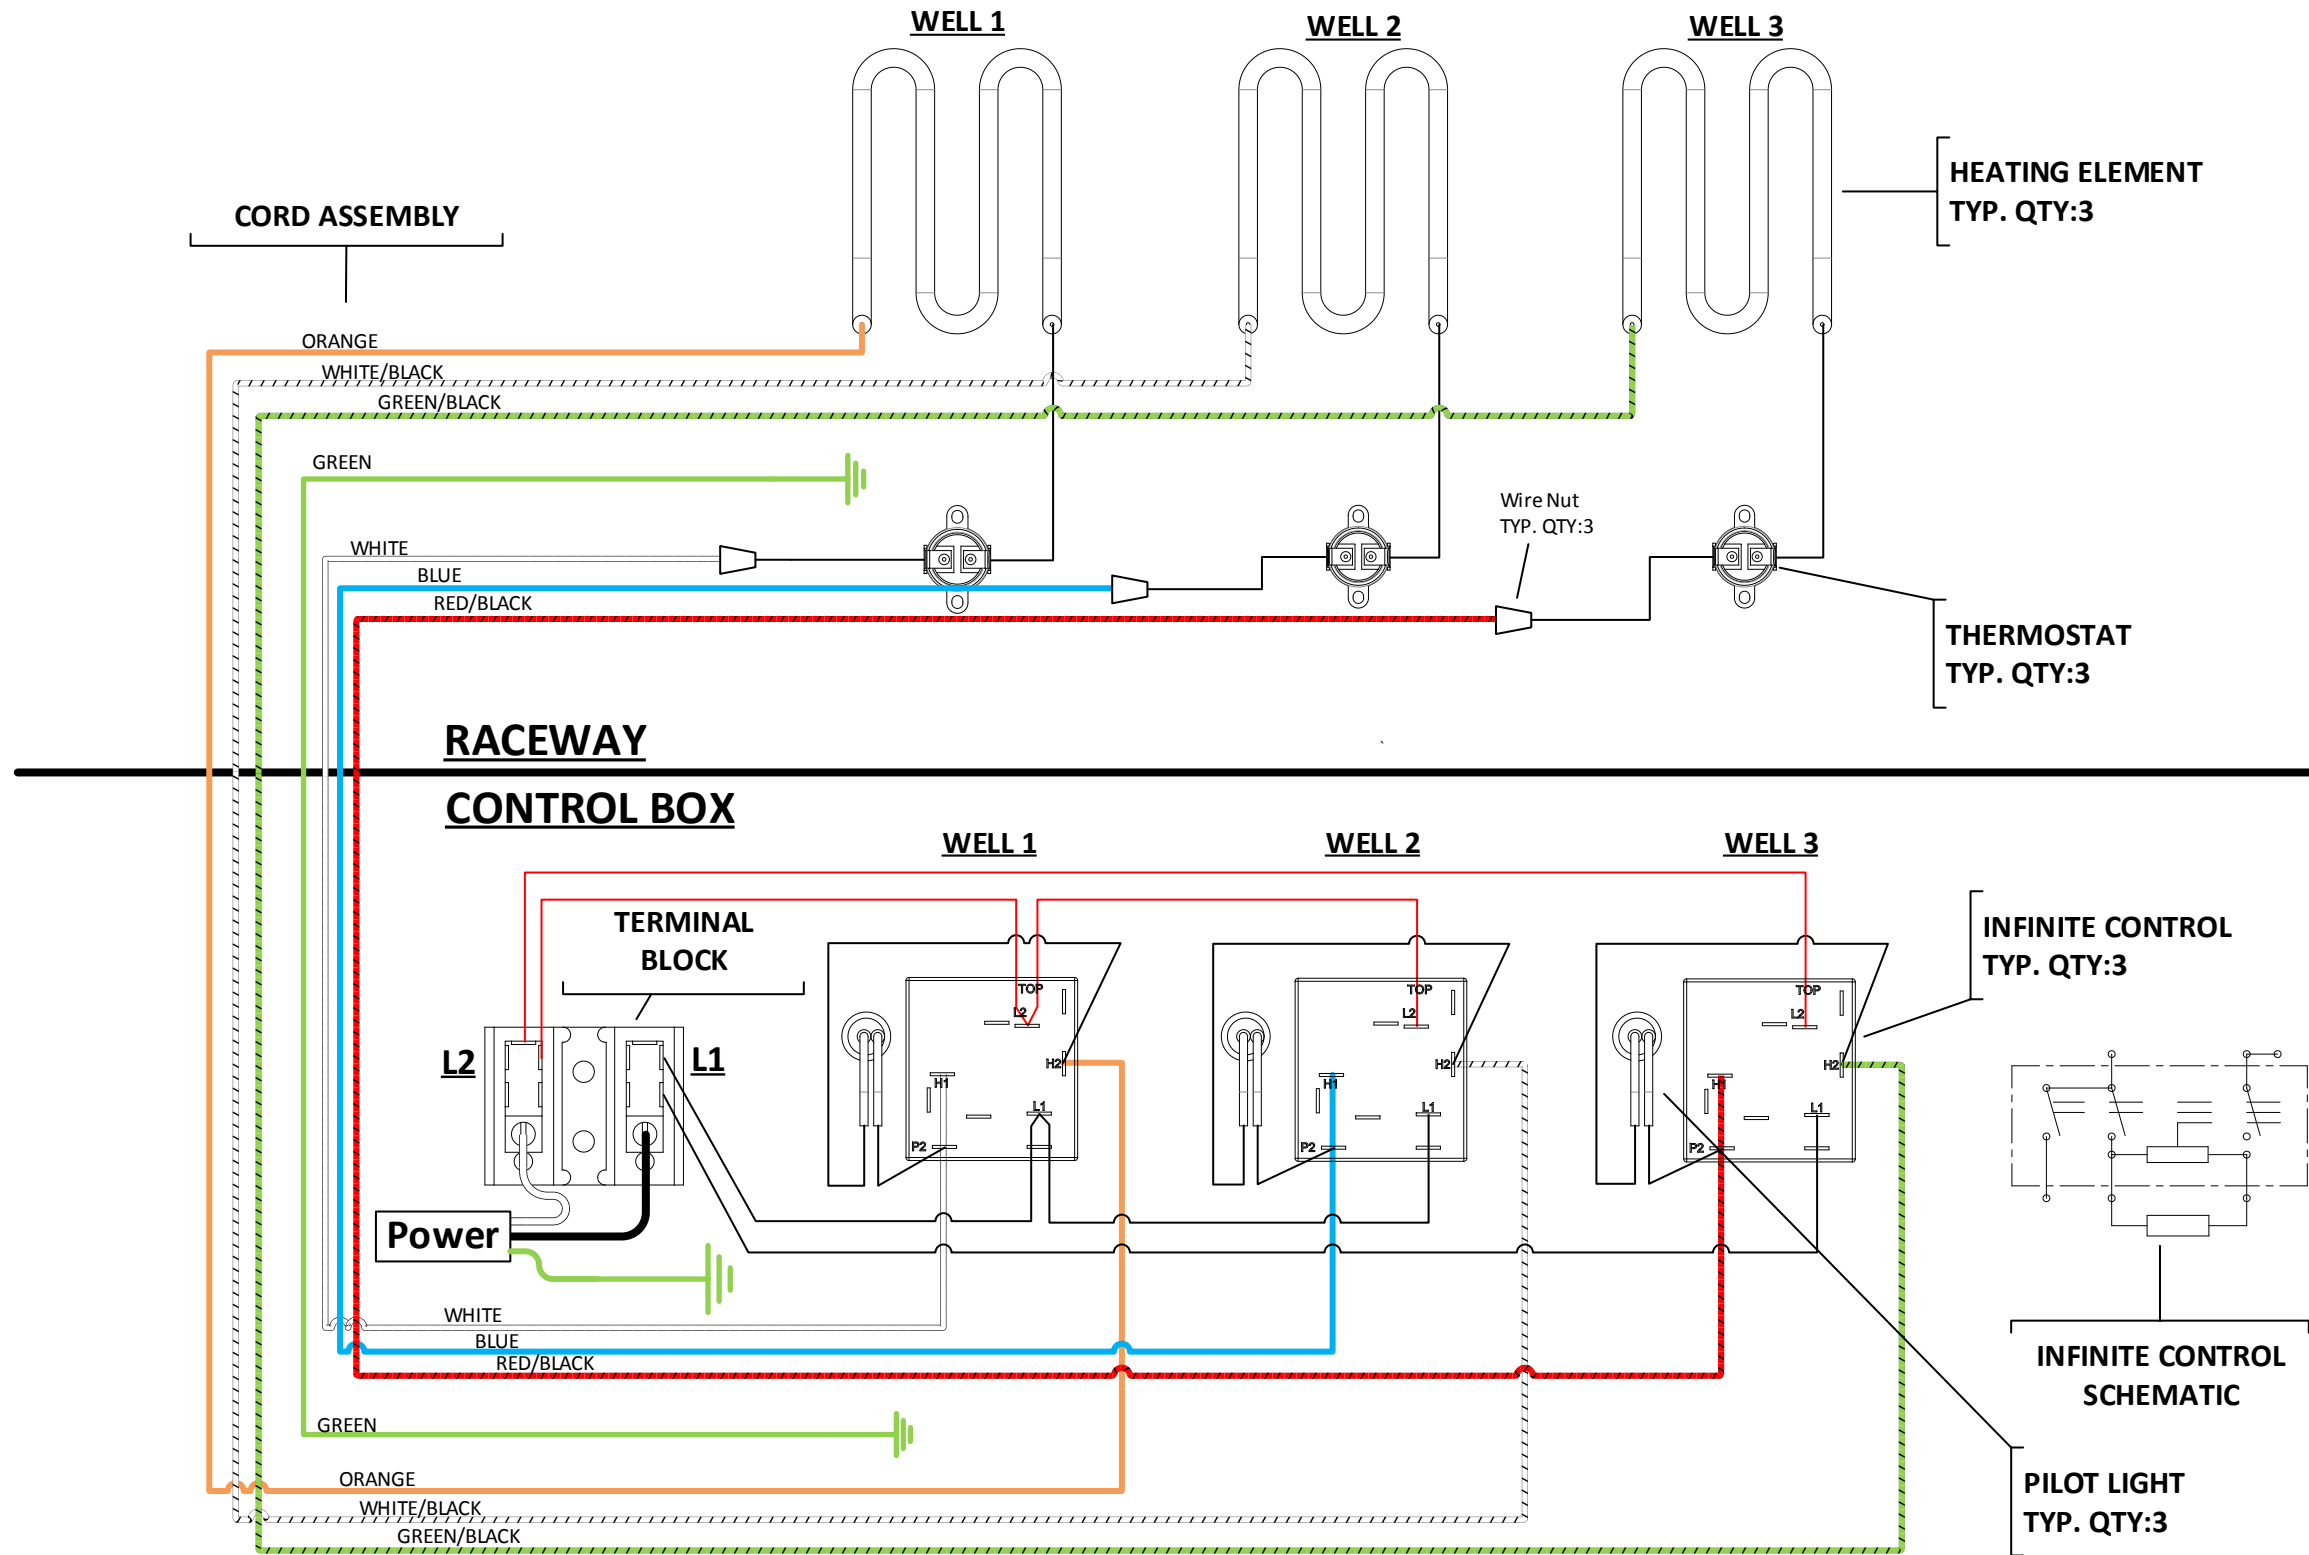 WELL 1
WELL 2
WELL 3
HEATING ELEMENT
TYP. QTY:3
CORD ASSEMBLY
ORANGE
WHITE/BLACK
GREEN/BLACK
GREEN
Wire Nut
TYP. QTY:3
WHITE
BLUE
RED/BLACK
THERMOSTAT
TYP. QTY:3
RACEWAY
CONTROL BOX
WELL 1
WELL 2
WELL 3
TERMINAL
BLOCK
INFINITE CONTROL
TYP. QTY:3
L2
L1
TOP
L2
H2
H1
L1
P2
TOP
L2
H2
H1
L1
P2
TOP
L2
H2
H1
L1
P2
Power
WHITE
BLUE
RED/BLACK
GREEN
ORANGE
WHITE/BLACK
GREEN/BLACK
INFINITE CONTROL
SCHEMATIC
PILOT LIGHT
TYP. QTY:3